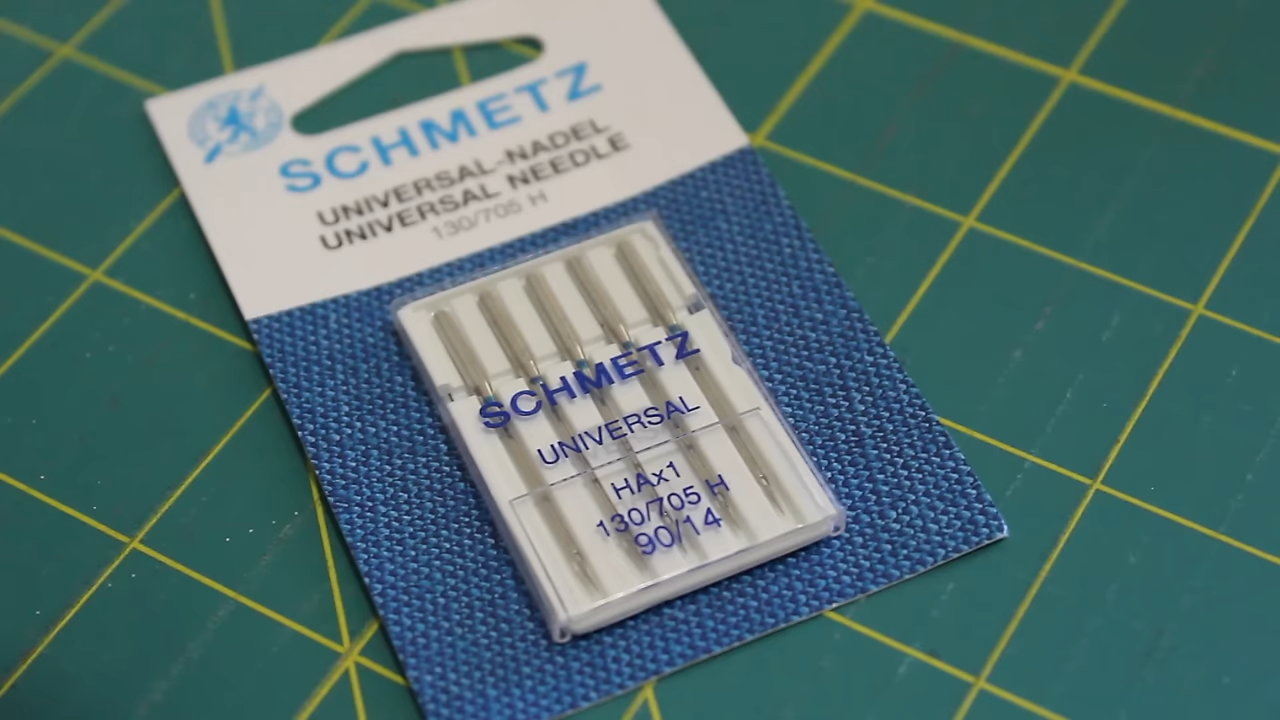 SCHMETZ
UNIVERSAL-NADEL
UNIVERSAL NEEDLE
130/705 H
SCHMETZ
UNIVERSAL
HAx1
130/705 H
90/14